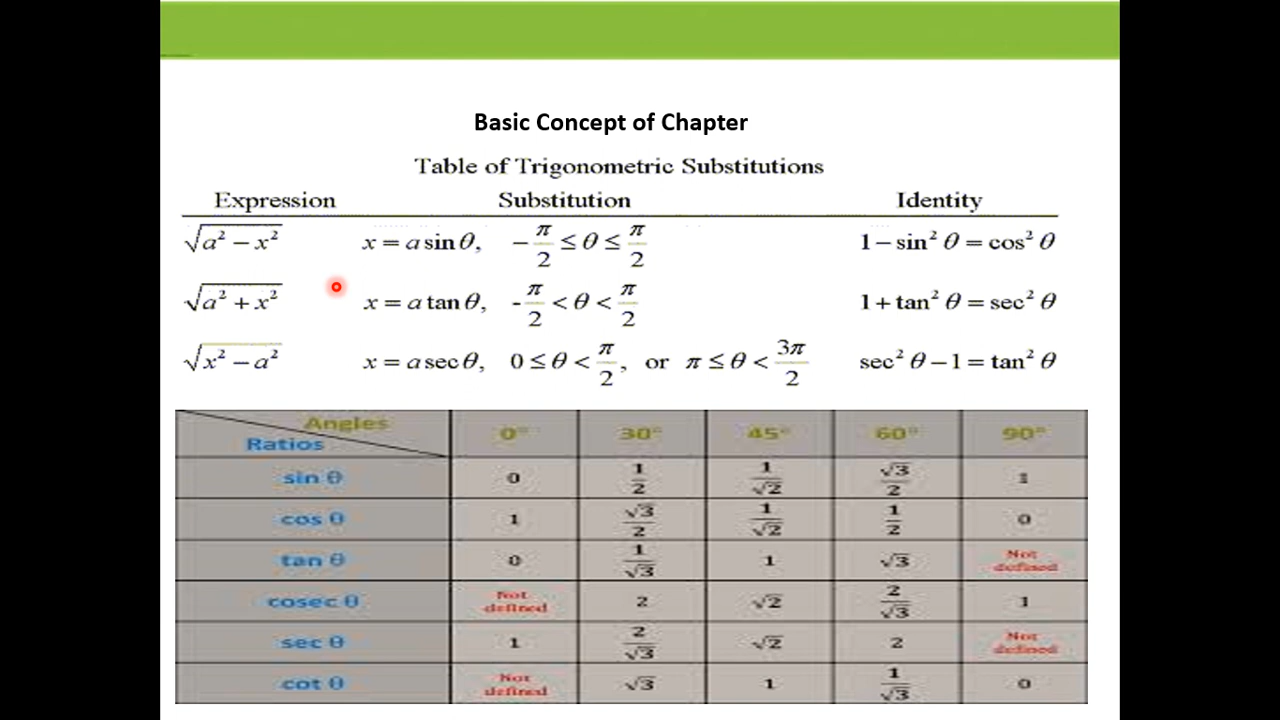 Basic Concept of Chapter
Table of Trigonometric Substitutions
Expression Substitution Identity
√(a² − x²) x = a sin θ, −π/2 ≤ θ ≤ π/2 1 − sin² θ = cos² θ
√(a² + x²) x = a tan θ, -π/2 < θ < π/2 1 + tan² θ = sec² θ
√(x² − a²) x = a sec θ, 0 ≤ θ < π/2, or π ≤ θ < 3π/2 sec² θ − 1 = tan² θ
Angles
Ratios 0° 30° 45° 60° 90°
sin θ 0 1/2 1/√2 √3/2 1
cos θ 1 √3/2 1/√2 1/2 0
tan θ 0 1/√3 1 √3 Not defined
cosec θ Not defined 2 √2 2/√3 1
sec θ 1 2/√3 √2 2 Not defined
cot θ Not defined √3 1 1/√3 0